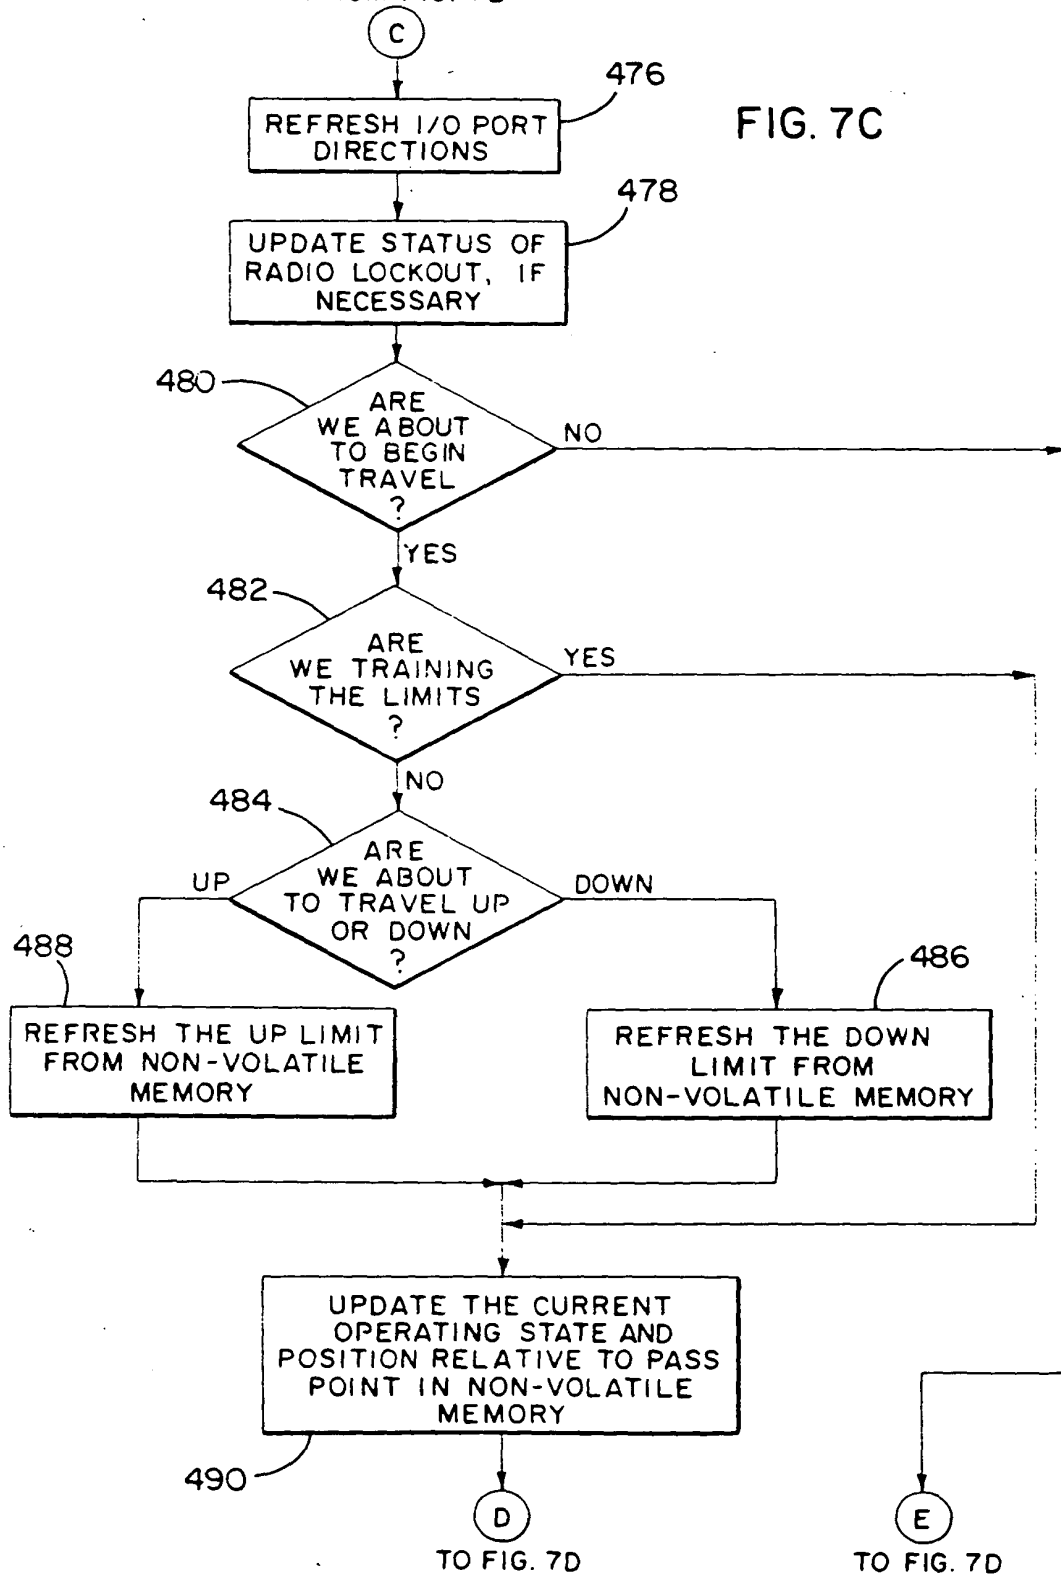 C
476
REFRESH I/O PORT
DIRECTIONS
FIG. 7C
478
UPDATE STATUS OF
RADIO LOCKOUT, IF
NECESSARY
480
ARE
WE ABOUT
TO BEGIN
TRAVEL
?
NO
YES
482
ARE
WE TRAINING
THE LIMITS
?
YES
NO
484
ARE
WE ABOUT
TO TRAVEL UP
OR DOWN
?
UP
DOWN
488
REFRESH THE UP LIMIT
FROM NON-VOLATILE
MEMORY
486
REFRESH THE DOWN
LIMIT FROM
NON-VOLATILE MEMORY
UPDATE THE CURRENT
OPERATING STATE AND
POSITION RELATIVE TO PASS
POINT IN NON-VOLATILE
MEMORY
490
D
TO FIG. 7D
E
TO FIG. 7D